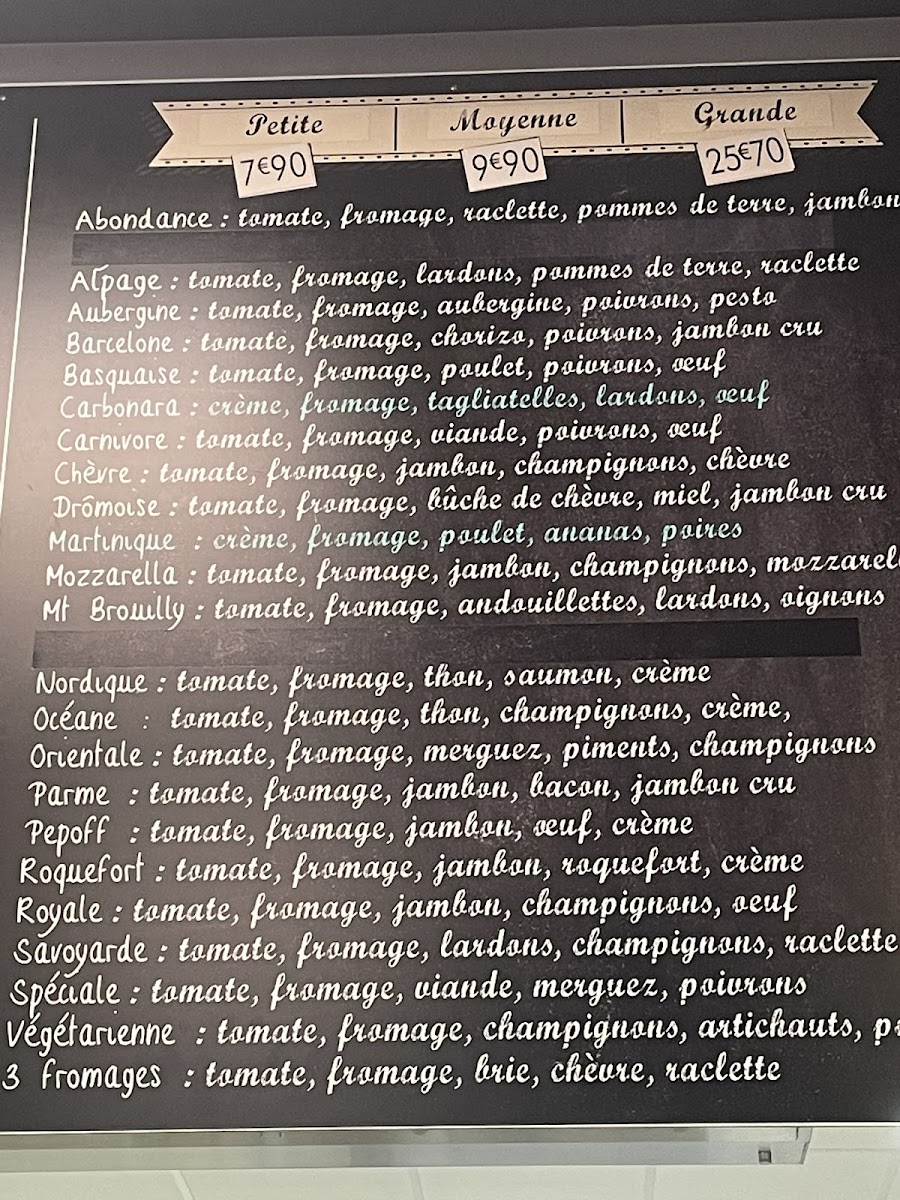 Petite Moyenne Grande
7€90 9€90 25€70
Abondance : tomate, fromage, raclette, pommes de terre, jambon
Alpage : tomate, fromage, lardons, pommes de terre, raclette
Aubergine : tomate, fromage, aubergine, poivrons, pesto
Barcelone : tomate, fromage, chorizo, poivrons, jambon cru
Basquaise : tomate, fromage, poulet, poivrons, œuf
Carbonara : crème, fromage, tagliatelles, lardons, œuf
Carnivore : tomate, fromage, viande, poivrons, œuf
Chèvre : tomate, fromage, jambon, champignons, chèvre
Drômoise : tomate, fromage, bûche de chèvre, miel, jambon cru
Martinique : crème, fromage, poulet, ananas, poires
Mozzarella : tomate, fromage, jambon, champignons, mozzarel
Mt Brouilly : tomate, fromage, andouillettes, lardons, oignons
Nordique : tomate, fromage, thon, saumon, crème
Océane : tomate, fromage, thon, champignons, crème,
Orientale : tomate, fromage, merguez, piments, champignons
Parme : tomate, fromage, jambon, bacon, jambon cru
Pepoff : tomate, fromage, jambon, œuf, crème
Roquefort : tomate, fromage, jambon, roquefort, crème
Royale : tomate, fromage, jambon, champignons, oeuf
Savoyarde : tomate, fromage, lardons, champignons, raclette
Spéciale : tomate, fromage, viande, merguez, poivrons
Végétarienne : tomate, fromage, champignons, artichauts, po
3 Fromages : tomate, fromage, brie, chèvre, raclette